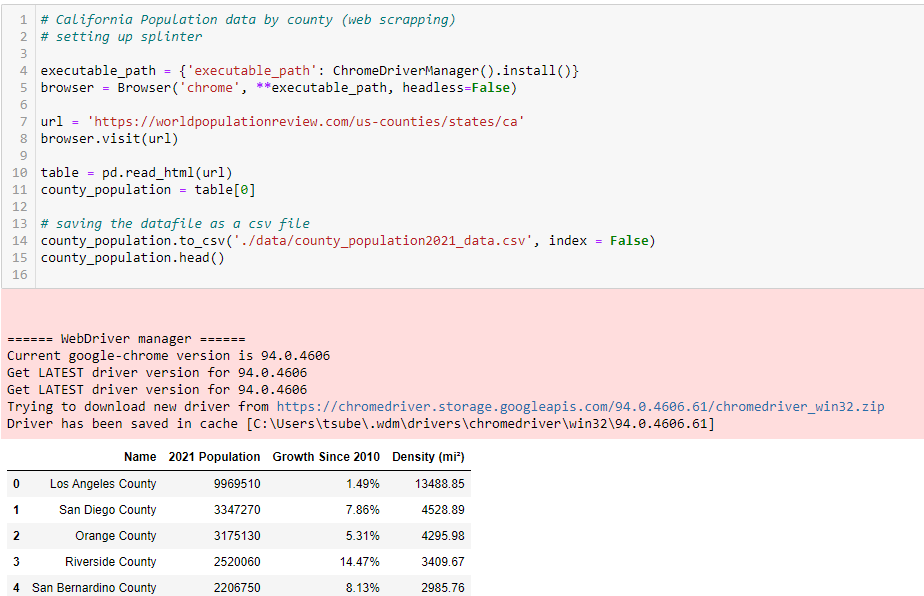 1 # California Population data by county (web scrapping)
2 # setting up splinter
3
4 executable_path = {'executable_path': ChromeDriverManager().install()}
5 browser = Browser('chrome', **executable_path, headless=False)
6
7 url = 'https://worldpopulationreview.com/us-counties/states/ca'
8 browser.visit(url)
9
10 table = pd.read_html(url)
11 county_population = table[0]
12
13 # saving the datafile as a csv file
14 county_population.to_csv('./data/county_population2021_data.csv', index = False)
15 county_population.head()
16
====== WebDriver manager ======
Current google-chrome version is 94.0.4606
Get LATEST driver version for 94.0.4606
Get LATEST driver version for 94.0.4606
Trying to download new driver from https://chromedriver.storage.googleapis.com/94.0.4606.61/chromedriver_win32.zip
Driver has been saved in cache [C:\Users\tsube\.wdm\drivers\chromedriver\win32\94.0.4606.61]
Name 2021 Population Growth Since 2010 Density (mi²)
0 Los Angeles County 9969510 1.49% 13488.85
1 San Diego County 3347270 7.86% 4528.89
2 Orange County 3175130 5.31% 4295.98
3 Riverside County 2520060 14.47% 3409.67
4 San Bernardino County 2206750 8.13% 2985.76